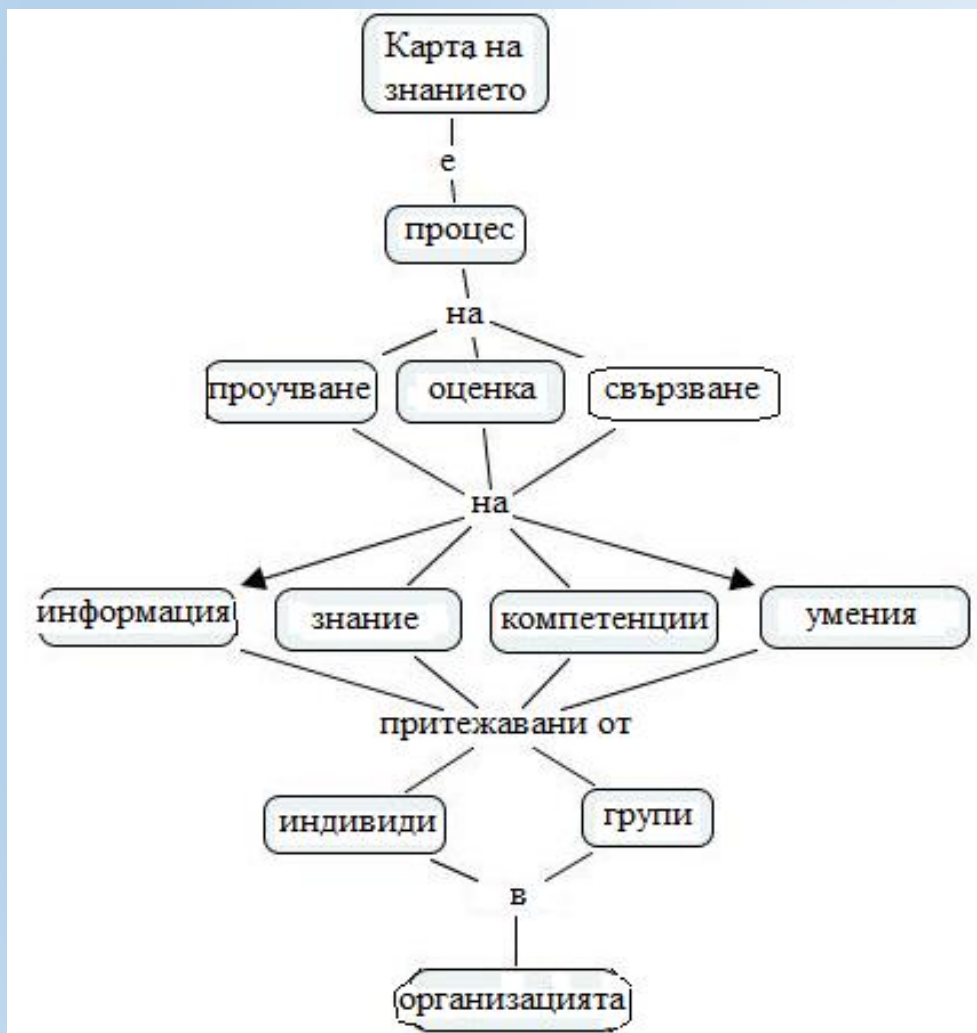 Карта на
знанието
е
процес
на
проучване оценка свързване
на
информация знание компетенции умения
притежавани от
индивиди групи
в
организацията